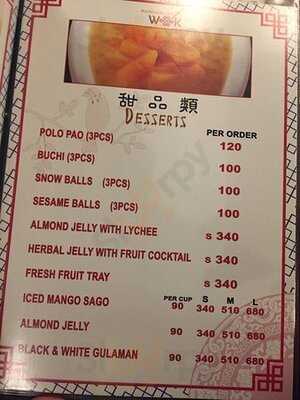 WOK
甜品類
DESSERTS
PER ORDER
POLO PAO (3PCS) 120
BUCHI (3PCS) 100
SNOW BALLS (3PCS) 100
SESAME BALLS (3PCS) 100
ALMOND JELLY WITH LYCHEE S 340
HERBAL JELLY WITH FRUIT COCKTAIL S 340
FRESH FRUIT TRAY S 340
PER CUP S M L
ICED MANGO SAGO 90 340 510 680
ALMOND JELLY 90 340 510 680
BLACK & WHITE GULAMAN 90 340 510 680